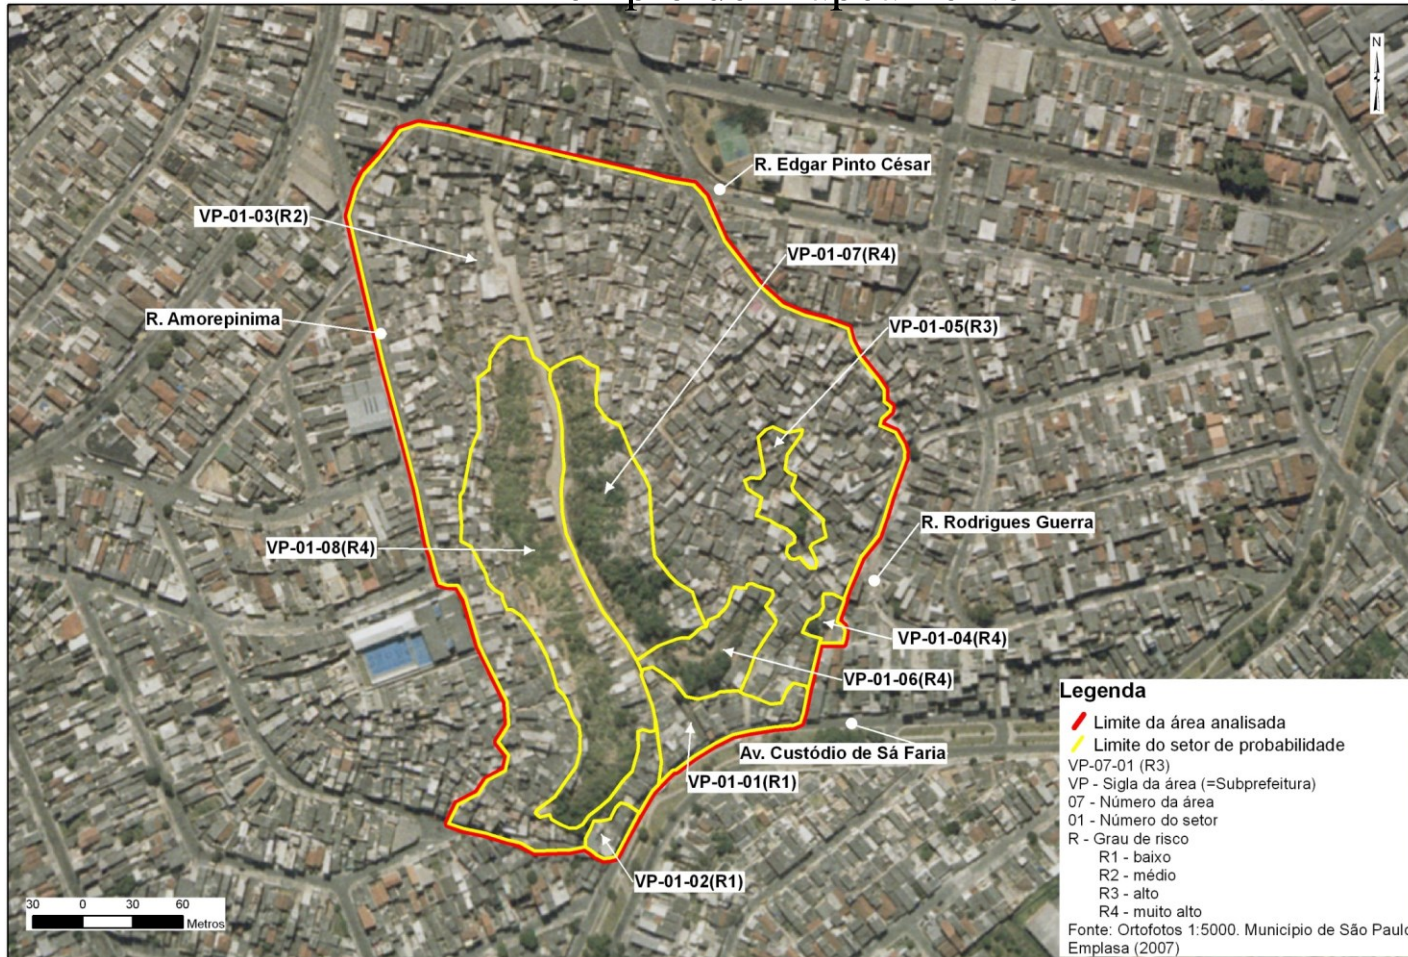 N
R. Edgar Pinto César
VP-01-03(R2)
VP-01-07(R4)
R. Amorepinima
VP-01-05(R3)
R. Rodrigues Guerra
VP-01-08(R4)
VP-01-04(R4)
VP-01-06(R4)
Av. Custódio de Sá Faria
VP-01-01(R1)
VP-01-02(R1)
30 0 30 60
Metros
Legenda
Limite da área analisada
Limite do setor de probabilidade
VP-07-01 (R3)
VP - Sigla da área (=Subprefeitura)
07 - Número da área
01 - Número do setor
R - Grau de risco
R1 - baixo
R2 - médio
R3 - alto
R4 - muito alto
Fonte: Ortofotos 1:5000. Município de São Paulo
Emplasa (2007)